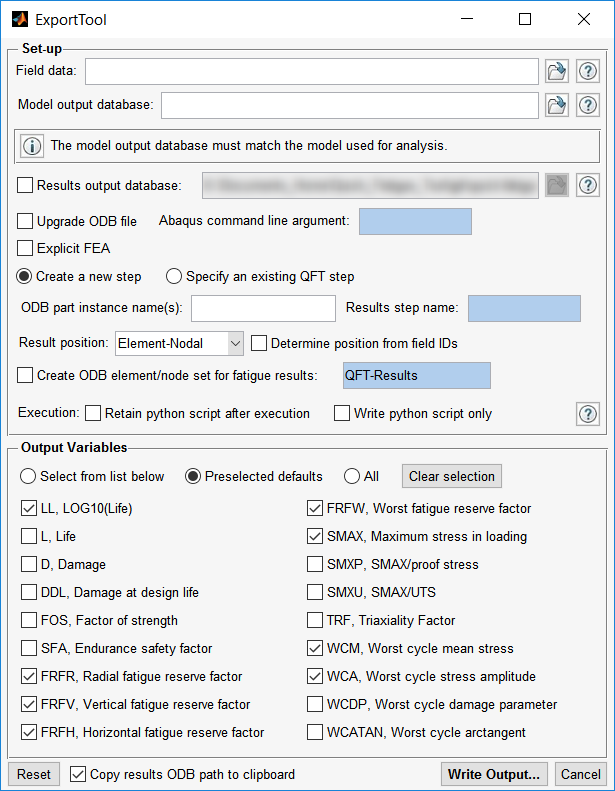 ExportTool
Set-up
Field data:
Model output database:
The model output database must match the model used for analysis.
Results output database:
Upgrade ODB file Abaqus command line argument:
Explicit FEA
Create a new step Specify an existing QFT step
ODB part instance name(s): Results step name:
Result position: Element-Nodal Determine position from field IDs
Create ODB element/node set for fatigue results: QFT-Results
Execution: Retain python script after execution Write python script only
Output Variables
Select from list below Preselected defaults All Clear selection
LL, LOG10(Life) FRFW, Worst fatigue reserve factor
L, Life SMAX, Maximum stress in loading
D, Damage SMXP, SMAX/proof stress
DDL, Damage at design life SMXU, SMAX/UTS
FOS, Factor of strength TRF, Triaxiality Factor
SFA, Endurance safety factor WCM, Worst cycle mean stress
FRFR, Radial fatigue reserve factor WCA, Worst cycle stress amplitude
FRFV, Vertical fatigue reserve factor WCDP, Worst cycle damage parameter
FRFH, Horizontal fatigue reserve factor WCATAN, Worst cycle arctangent
Reset Copy results ODB path to clipboard Write Output... Cancel